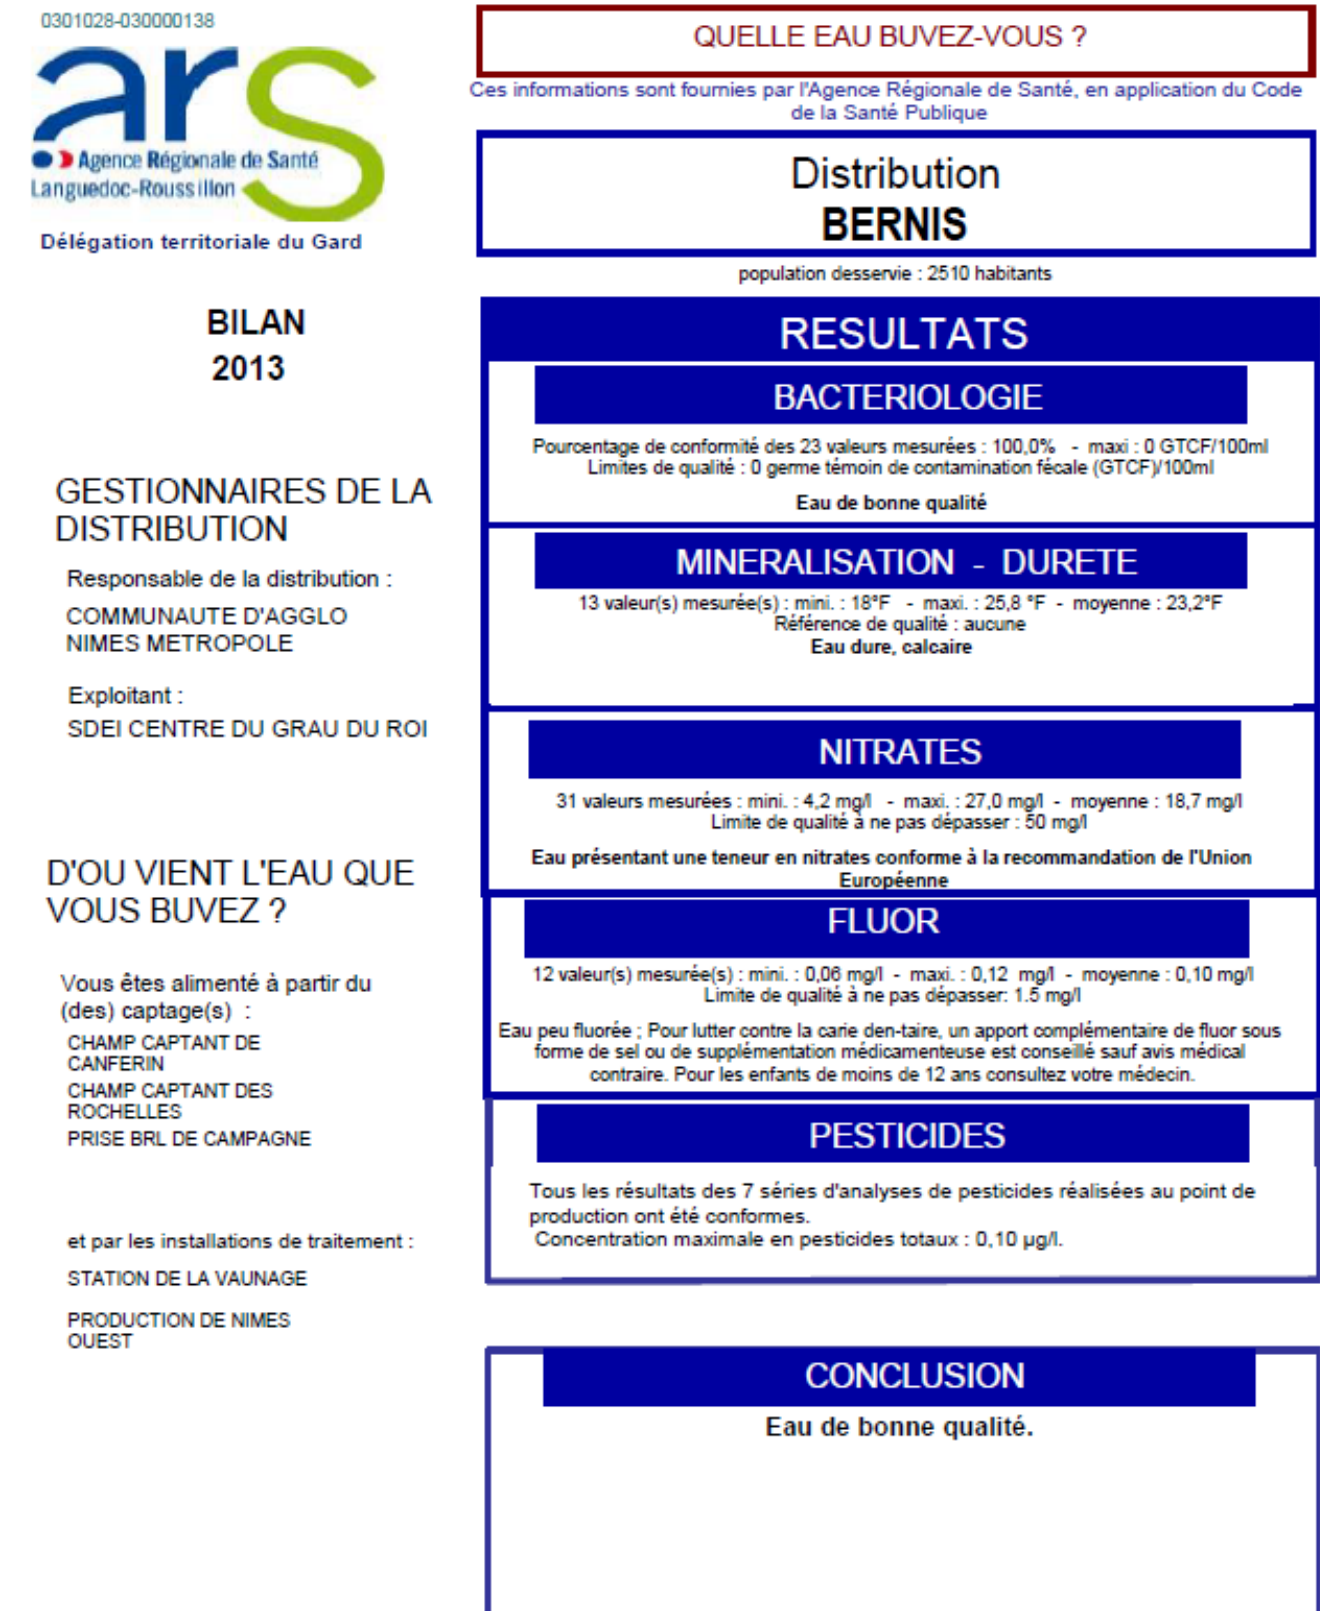 0301028-030000138
ars
Agence Régionale de Santé
Languedoc-Roussillon
Délégation territoriale du Gard
BILAN
2013
GESTIONNAIRES DE LA
DISTRIBUTION
Responsable de la distribution :
COMMUNAUTE D'AGGLO
NIMES METROPOLE
Exploitant :
SDEI CENTRE DU GRAU DU ROI
D'OU VIENT L'EAU QUE
VOUS BUVEZ ?
Vous êtes alimenté à partir du
(des) captage(s) :
CHAMP CAPTANT DE
CANFERIN
CHAMP CAPTANT DES
ROCHELLES
PRISE BRL DE CAMPAGNE
et par les installations de traitement :
STATION DE LA VAUNAGE
PRODUCTION DE NIMES
OUEST
QUELLE EAU BUVEZ-VOUS ?
Ces informations sont fournies par l'Agence Régionale de Santé, en application du Code
de la Santé Publique
Distribution
BERNIS
population desservie : 2510 habitants
RESULTATS
BACTERIOLOGIE
Pourcentage de conformité des 23 valeurs mesurées : 100,0% - maxi : 0 GTCF/100ml
Limites de qualité : 0 germe témoin de contamination fécale (GTCF)/100ml
Eau de bonne qualité
MINERALISATION - DURETE
13 valeur(s) mesurée(s) : mini. : 18°F - maxi. : 25,8 °F - moyenne : 23,2°F
Référence de qualité : aucune
Eau dure, calcaire
NITRATES
31 valeurs mesurées : mini. : 4,2 mg/l - maxi. : 27,0 mg/l - moyenne : 18,7 mg/l
Limite de qualité à ne pas dépasser : 50 mg/l
Eau présentant une teneur en nitrates conforme à la recommandation de l'Union
Européenne
FLUOR
12 valeur(s) mesurée(s) : mini. : 0,06 mg/l - maxi. : 0,12 mg/l - moyenne : 0,10 mg/l
Limite de qualité à ne pas dépasser: 1.5 mg/l
Eau peu fluorée ; Pour lutter contre la carie den-taire, un apport complémentaire de fluor sous
forme de sel ou de supplémentation médicamenteuse est conseillé sauf avis médical
contraire. Pour les enfants de moins de 12 ans consultez votre médecin.
PESTICIDES
Tous les résultats des 7 séries d'analyses de pesticides réalisées au point de
production ont été conformes.
Concentration maximale en pesticides totaux : 0,10 µg/l.
CONCLUSION
Eau de bonne qualité.